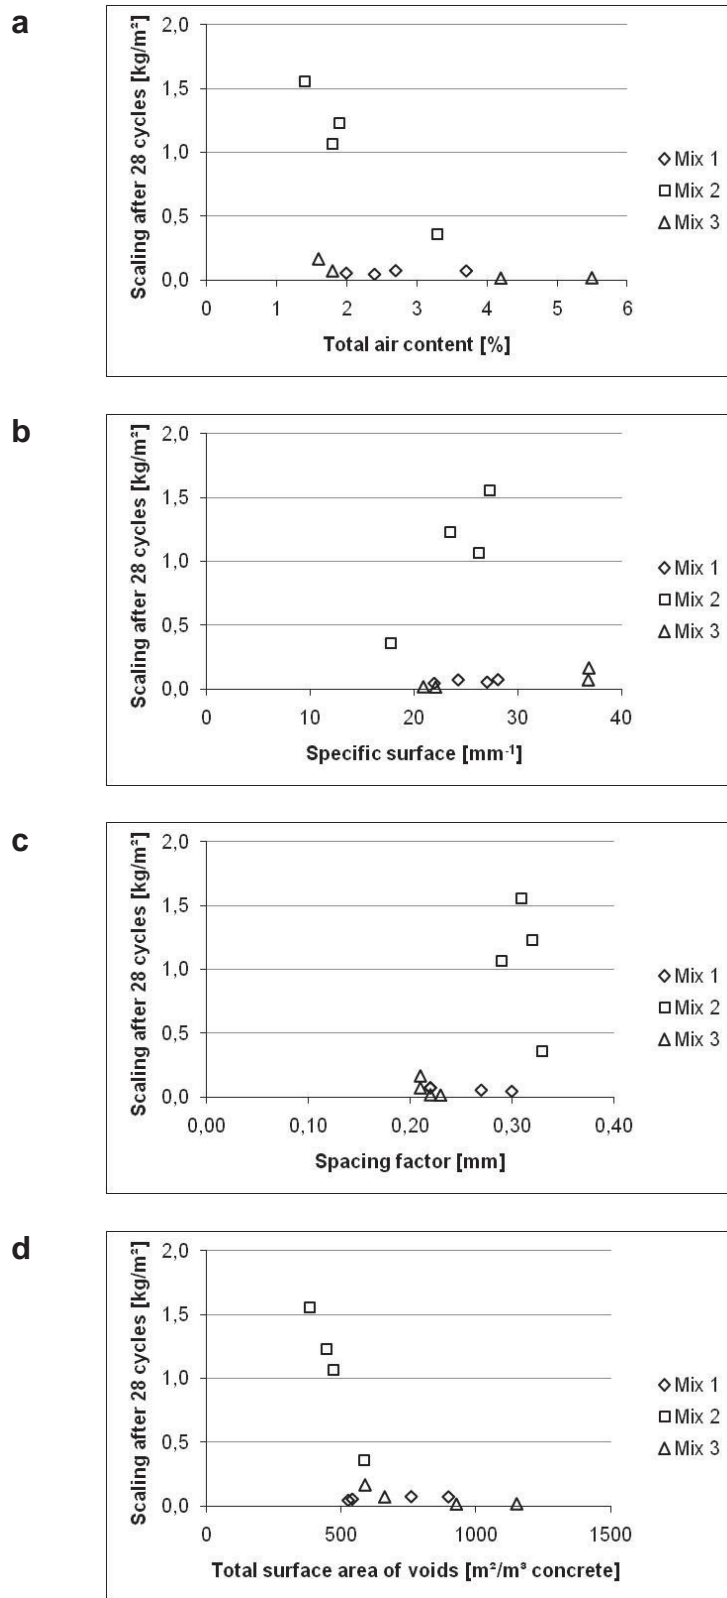 a
Scaling after 28 cycles [kg/m²]
2,0
1,5
1,0
0,5
0,0
0 1 2 3 4 5 6
Total air content [%]
Mix 1
Mix 2
Mix 3
b
Scaling after 28 cycles [kg/m²]
2,0
1,5
1,0
0,5
0,0
0 10 20 30 40
Specific surface [mm⁻¹]
Mix 1
Mix 2
Mix 3
c
Scaling after 28 cycles [kg/m²]
2,0
1,5
1,0
0,5
0,0
0,00 0,10 0,20 0,30 0,40
Spacing factor [mm]
Mix 1
Mix 2
Mix 3
d
Scaling after 28 cycles [kg/m²]
2,0
1,5
1,0
0,5
0,0
0 500 1000 1500
Total surface area of voids [m²/m³ concrete]
Mix 1
Mix 2
Mix 3